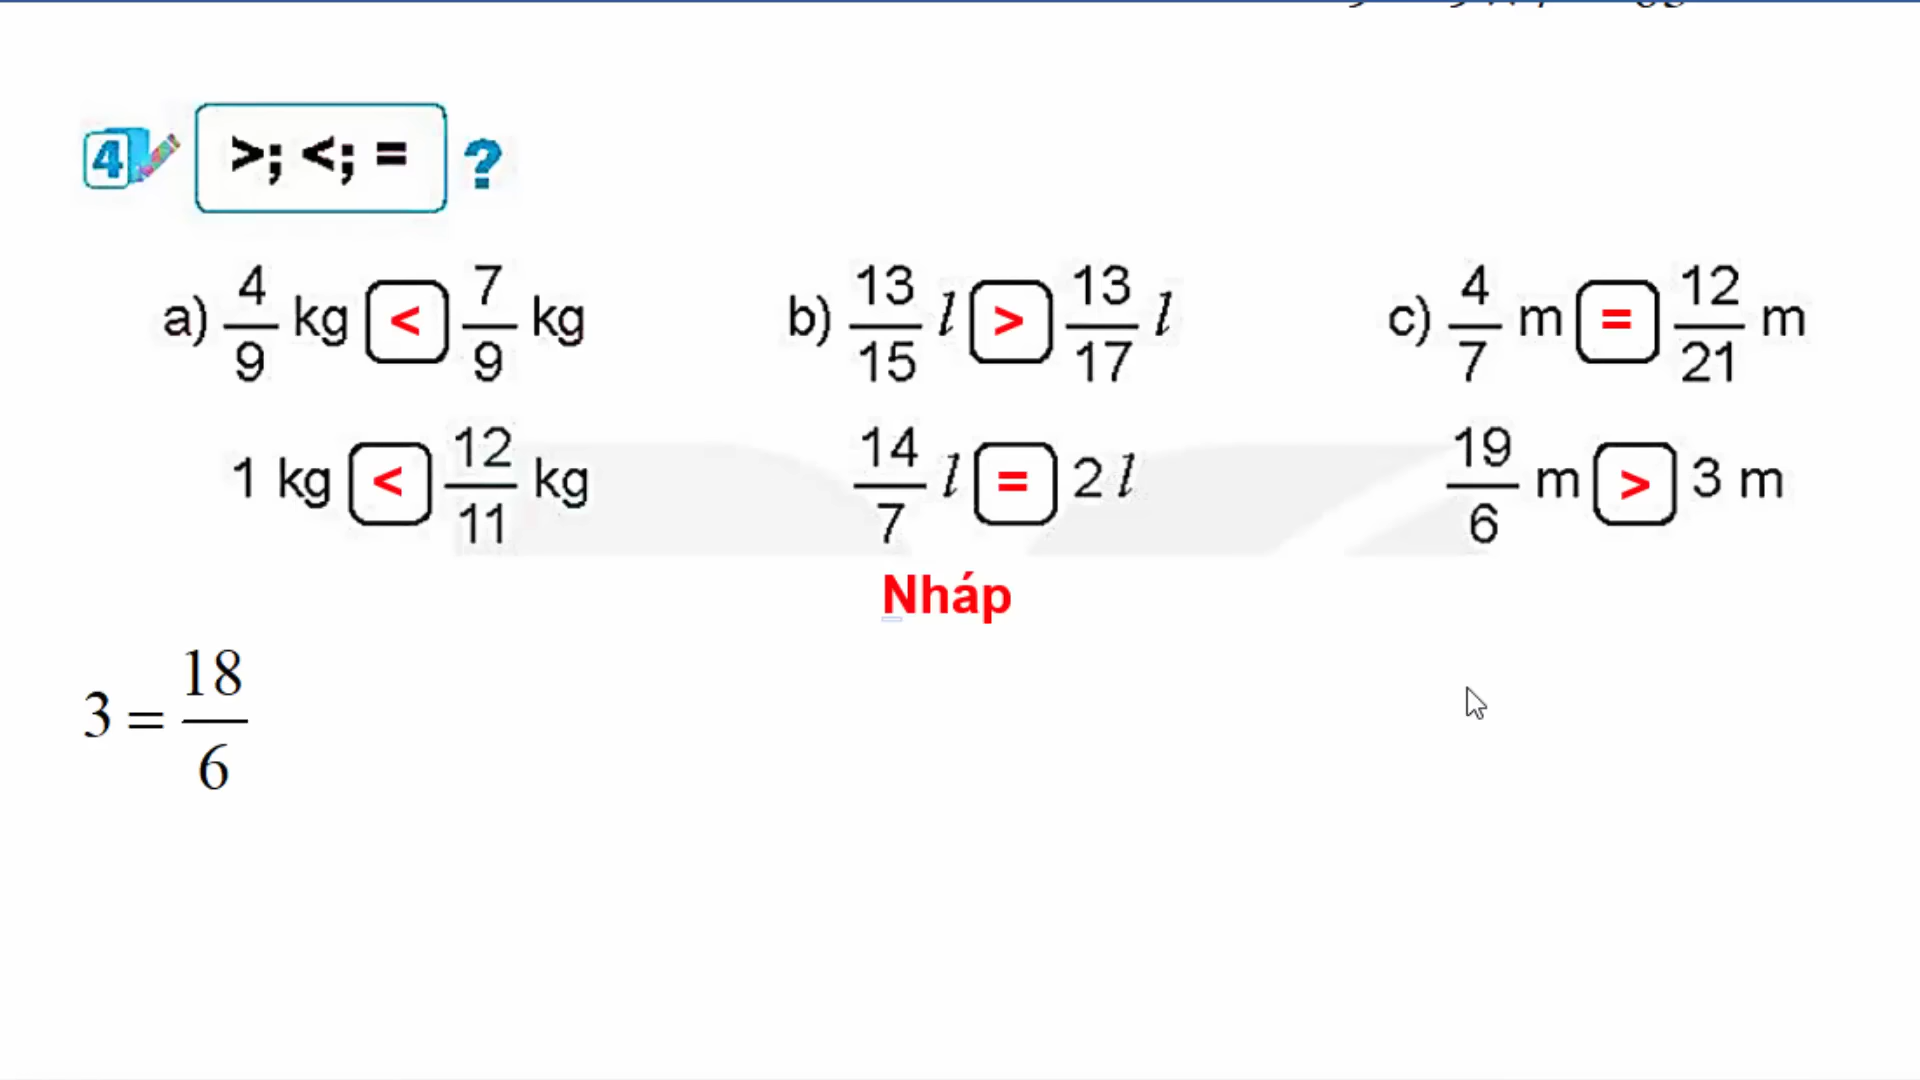 4 >; <; = ?
a) 4/9 kg < 7/9 kg
b) 13/15 l > 13/17 l
c) 4/7 m = 12/21 m
1 kg < 12/11 kg
14/7 l = 2 l
19/6 m > 3 m
Nháp
3 = 18/6